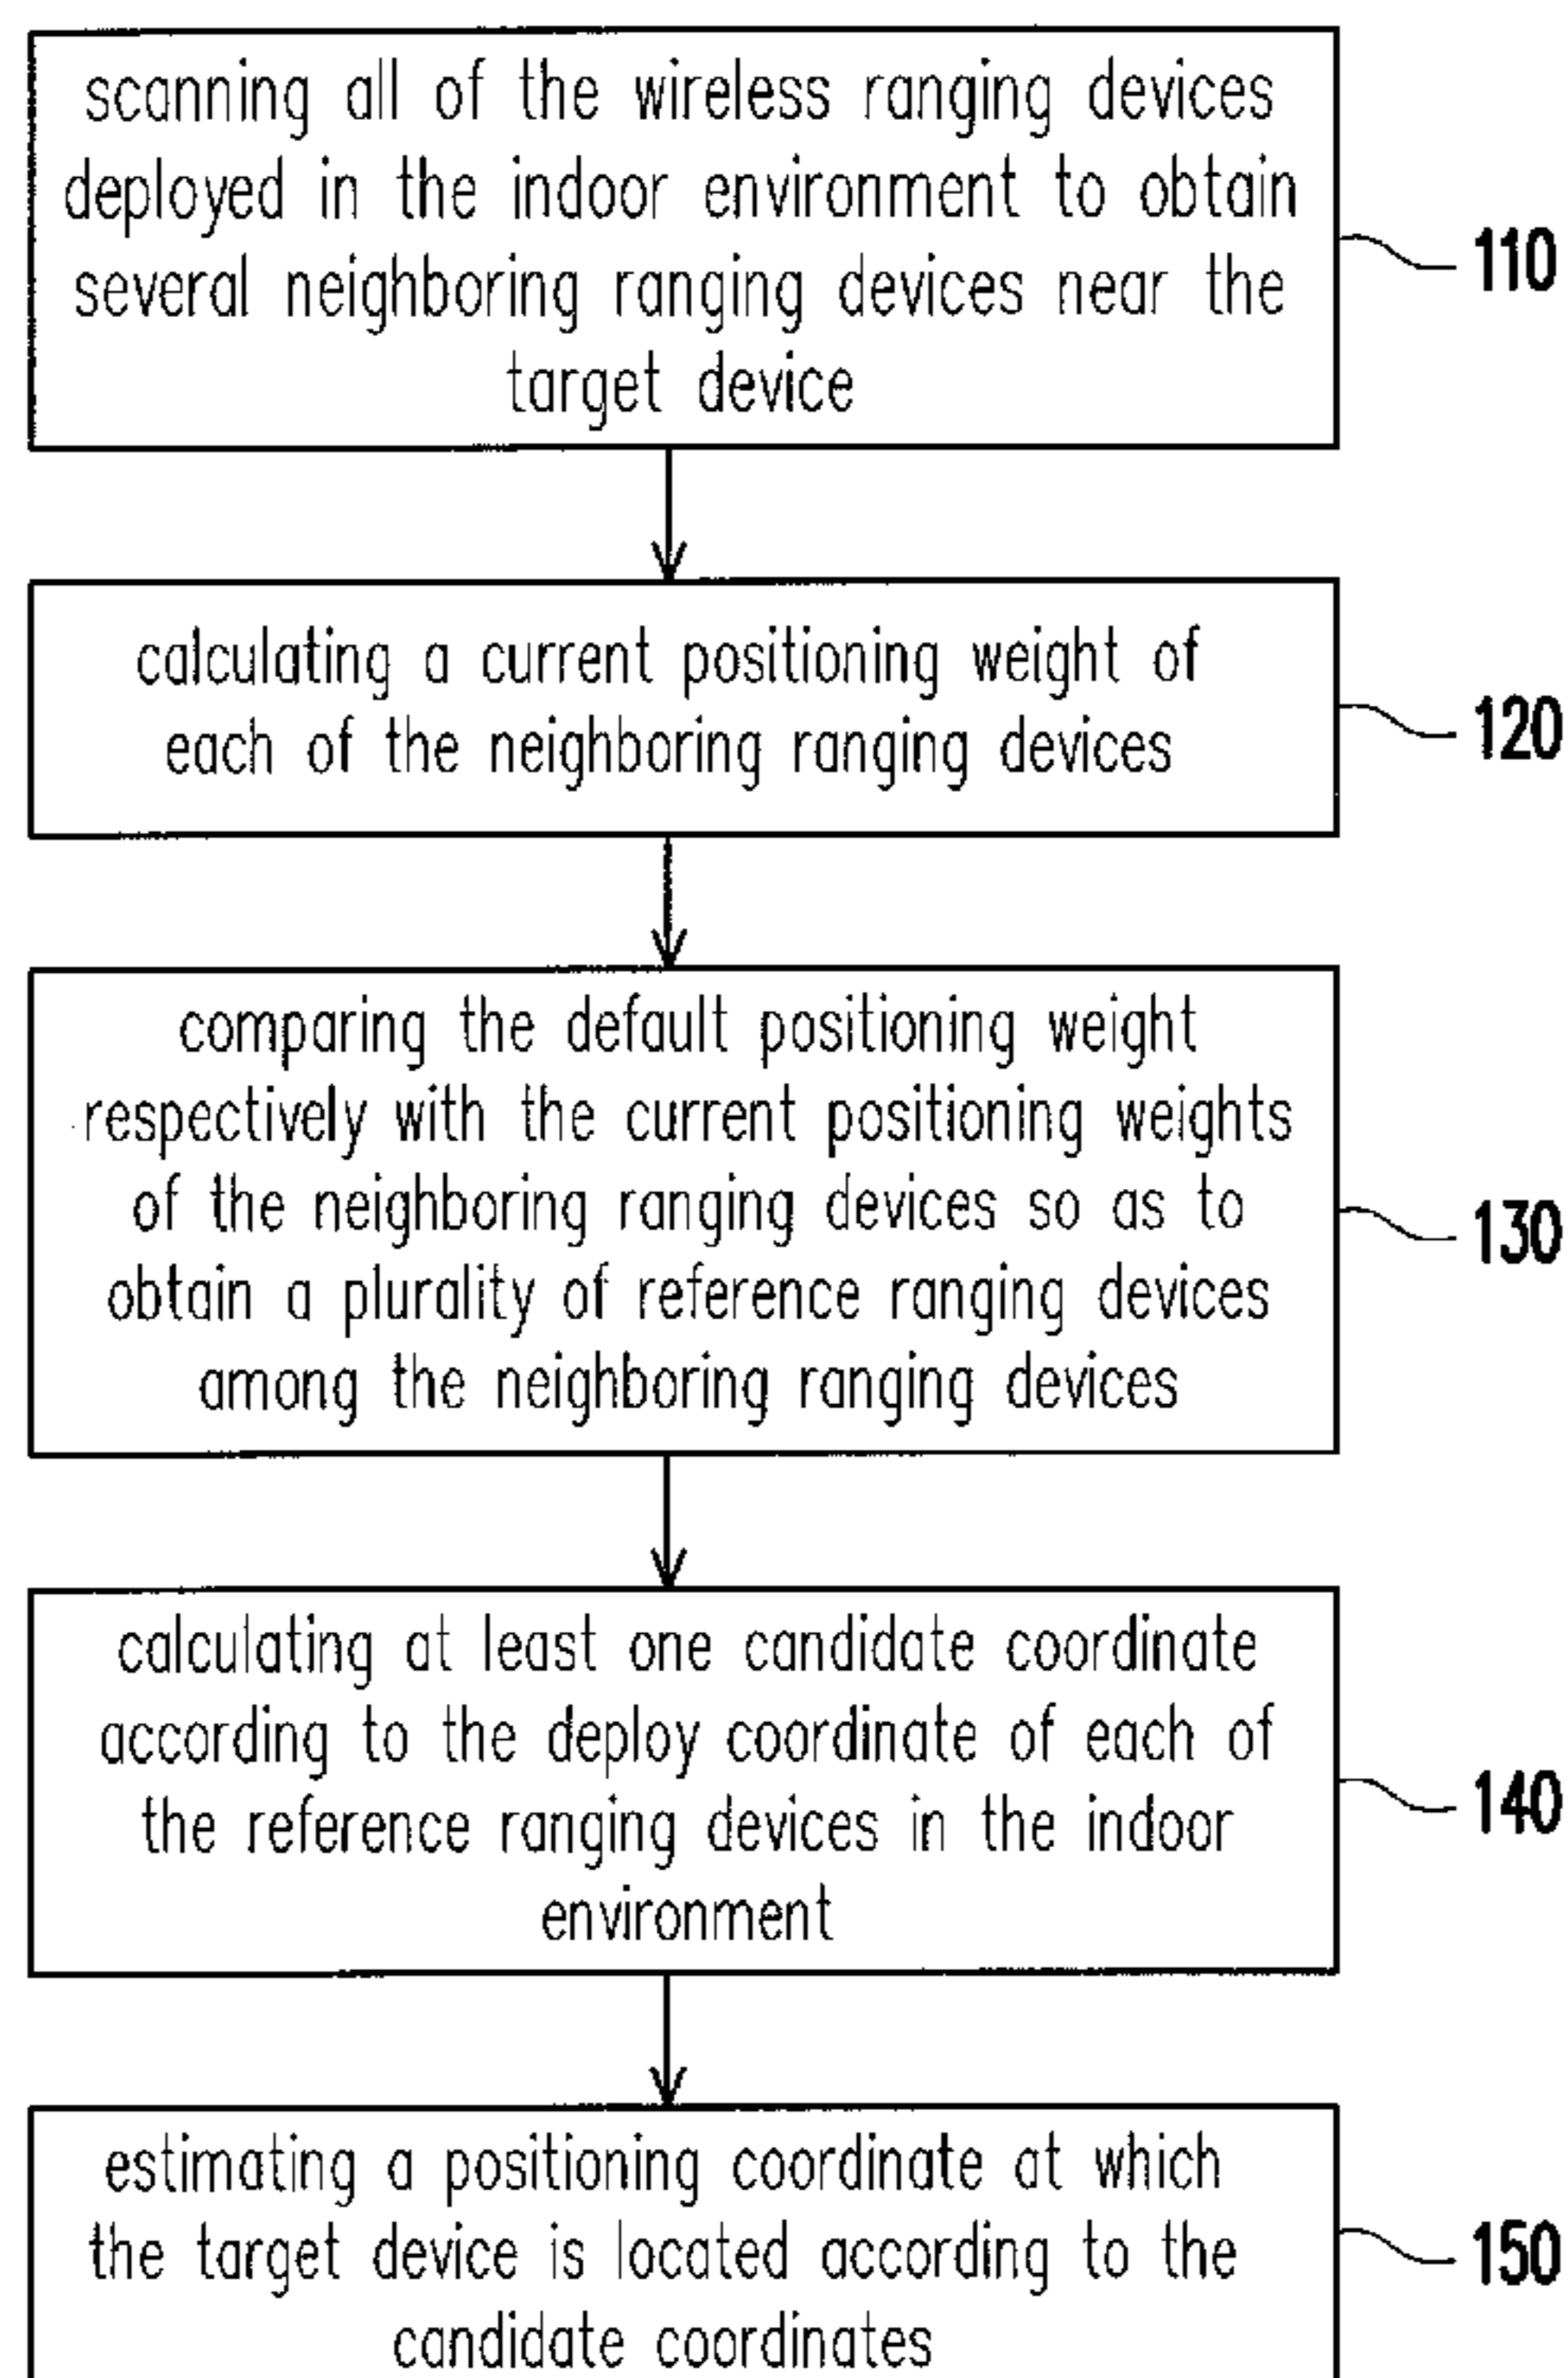 scanning all of the wireless ranging devices
deployed in the indoor environment to obtain
several neighboring ranging devices near the
target device
110
calculating a current positioning weight of
each of the neighboring ranging devices
120
comparing the default positioning weight
respectively with the current positioning weights
of the neighboring ranging devices so as to
obtain a plurality of reference ranging devices
among the neighboring ranging devices
130
calculating at least one candidate coordinate
according to the deploy coordinate of each of
the reference ranging devices in the indoor
environment
140
estimating a positioning coordinate at which
the target device is located according to the
candidate coordinates
150